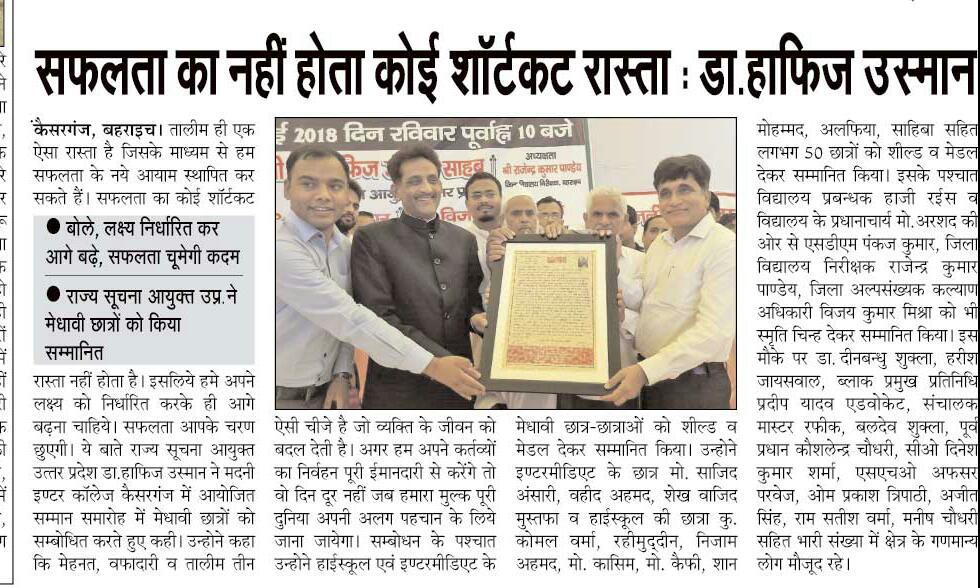 सफलता का नहीं होता कोई शॉर्टकट रास्ता : डा.हाफिज उस्मान
कैसरगंज, बहराइच। तालीम ही एक
ऐसा रास्ता है जिसके माध्यम से हम
सफलता के नये आयाम स्थापित कर
सकते हैं। सफलता का कोई शॉर्टकट
● बोले, लक्ष्य निर्धारित कर
आगे बढ़े, सफलता चूमेगी कदम
● राज्य सूचना आयुक्त उप्र.ने
मेधावी छात्रों को किया
सम्मानित
रास्ता नहीं होता है। इसलिये हमे अपने
लक्ष्य को निर्धारित करके ही आगे
बढ़ना चाहिये। सफलता आपके चरण
छुएगी। ये बाते राज्य सूचना आयुक्त
उत्तर प्रदेश डा.हाफिज उस्मान ने मदनी
इण्टर कॉलेज कैसरगंज में आयोजित
सम्मान समारोह में मेधावी छात्रों को
सम्बोधित करते हुए कही। उन्होने कहा
कि मेहनत, वफादारी व तालीम तीन
ई 2018 दिन रविवार पूर्वाह्न 10 बजे
अध्यक्षता
श्री राजेन्द्र कुमार पाण्डेय
जिला विद्यालय निरीक्षक, बहराइच
ऐसी चीजे है जो व्यक्ति के जीवन को
बदल देती है। अगर हम अपने कर्तव्यों
का निर्वहन पूरी ईमानदारी से करेंगे तो
वो दिन दूर नहीं जब हमारा मुल्क पूरी
दुनिया अपनी अलग पहचान के लिये
जाना जायेगा। सम्बोधन के पश्चात
उन्होने हाईस्कूल एवं इण्टरमीडिएट के
मेधावी छात्र-छात्राओं को शील्ड व
मेडल देकर सम्मानित किया। उन्होने
इण्टरमीडिएट के छात्र मो. साजिद
अंसारी, वहीद अहमद, शेख वाजिद
मुस्तफा व हाईस्कूल की छात्रा कु.
कोमल वर्मा, रहीमुद्दीन, निजाम
अहमद, मो. कासिम, मो. कैफी, शान
मोहम्मद, अलफिया, साहिबा सहित
लगभग 50 छात्रों को शील्ड व मेडल
देकर सम्मानित किया। इसके पश्चात
विद्यालय प्रबन्धक हाजी रईस व
विद्यालय के प्रधानाचार्य मो.अरशद की
ओर से एसडीएम पंकज कुमार, जिला
विद्यालय निरीक्षक राजेन्द्र कुमार
पाण्डेय, जिला अल्पसंख्यक कल्याण
अधिकारी विजय कुमार मिश्रा को भी
स्मृति चिन्ह देकर सम्मानित किया। इस
मौके पर डा. दीनबन्धु शुक्ला, हरीश
जायसवाल, ब्लाक प्रमुख प्रतिनिधि
प्रदीप यादव एडवोकेट, संचालक
मास्टर रफीक, बलदेव शुक्ला, पूर्व
प्रधान कौशलेन्द्र चौधरी, सीओ दिनेश
कुमार शर्मा, एसएचओ अफसर
परवेज, ओम प्रकाश त्रिपाठी, अजीत
सिंह, राम सतीश वर्मा, मनीष चौधरी
सहित भारी संख्या में क्षेत्र के गणमान्य
लोग मौजूद रहे।